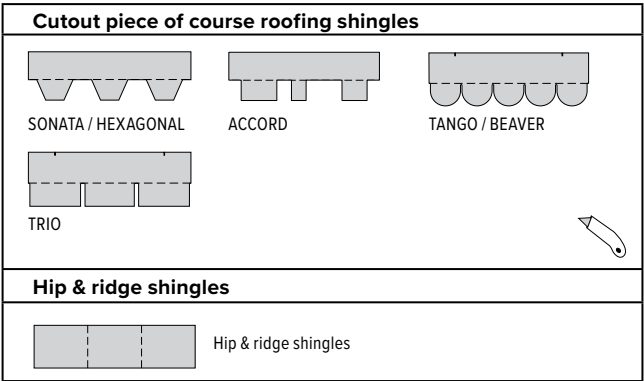 Cutout piece of course roofing shingles
SONATA / HEXAGONAL
ACCORD
TANGO / BEAVER
TRIO
Hip & ridge shingles
Hip & ridge shingles